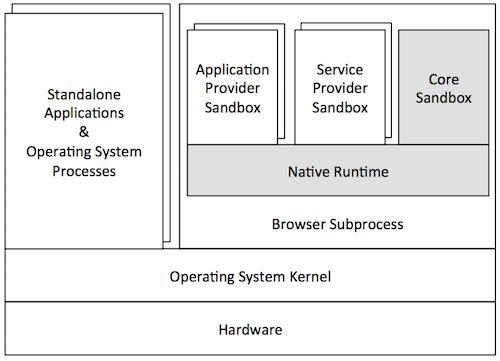 Standalone
Applications
&
Operating System
Processes
Application
Provider
Sandbox
Service
Provider
Sandbox
Core
Sandbox
Native Runtime
Browser Subprocess
Operating System Kernel
Hardware